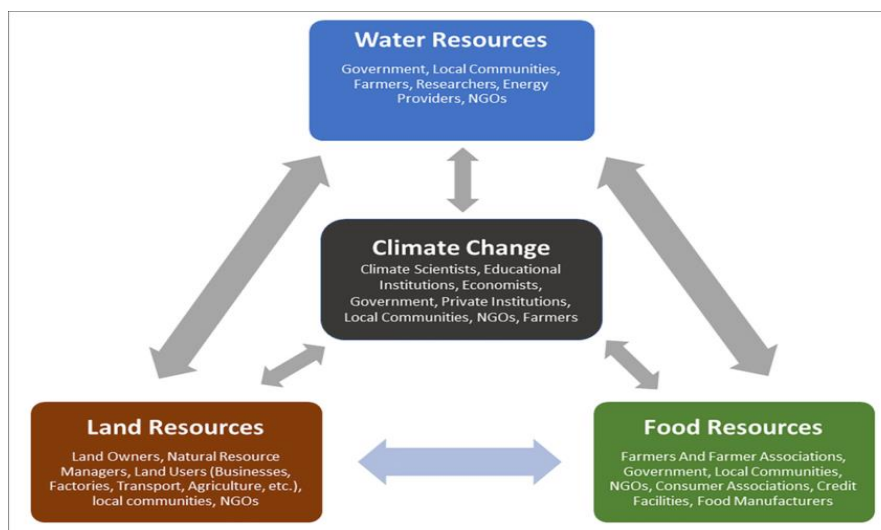 Water Resources
Government, Local Communities,
Farmers, Researchers, Energy
Providers, NGOs
Climate Change
Climate Scientists, Educational
Institutions, Economists,
Government, Private Institutions,
Local Communities, NGOs, Farmers
Land Resources
Land Owners, Natural Resource
Managers, Land Users (Businesses,
Factories, Transport, Agriculture, etc.),
local communities, NGOs
Food Resources
Farmers And Farmer Associations,
Government, Local Communities,
NGOs, Consumer Associations, Credit
Facilities, Food Manufacturers